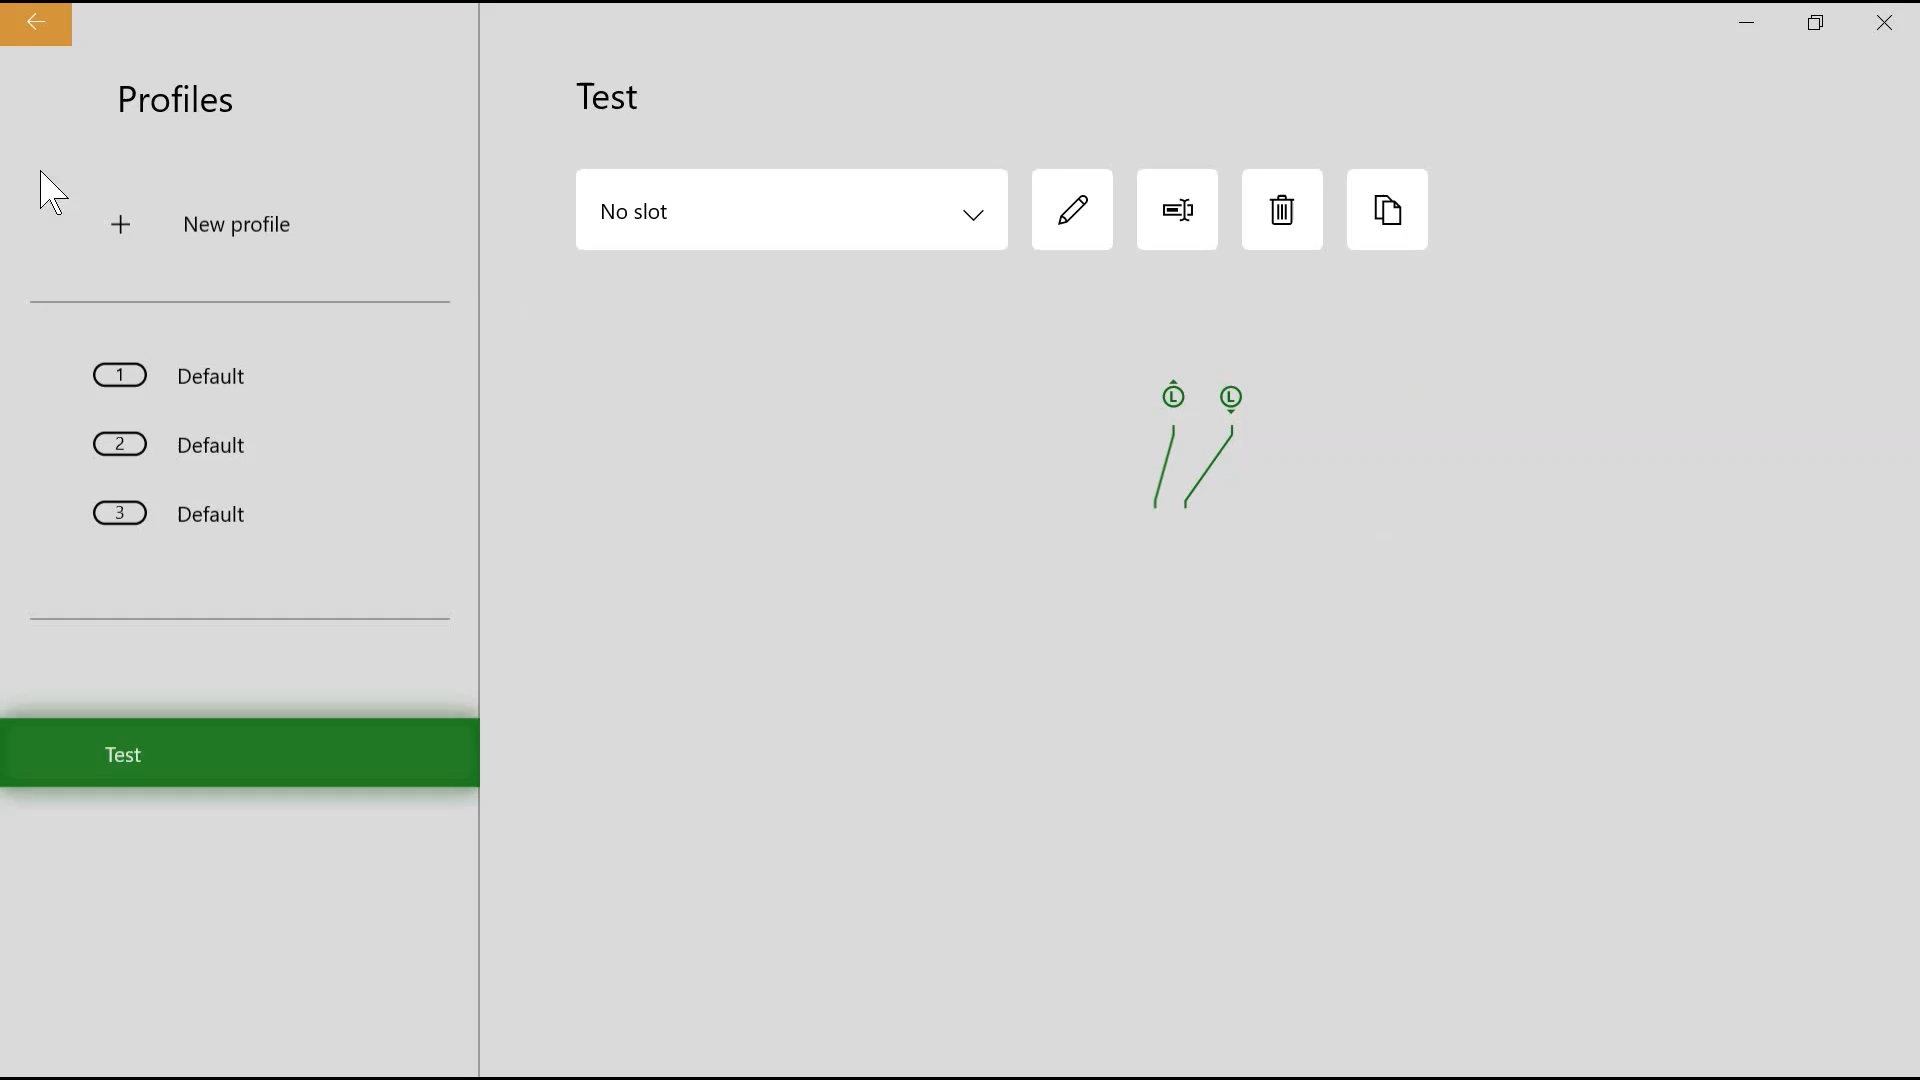 Profiles
New profile
1 Default
2 Default
3 Default
Test
Test
No slot
L L